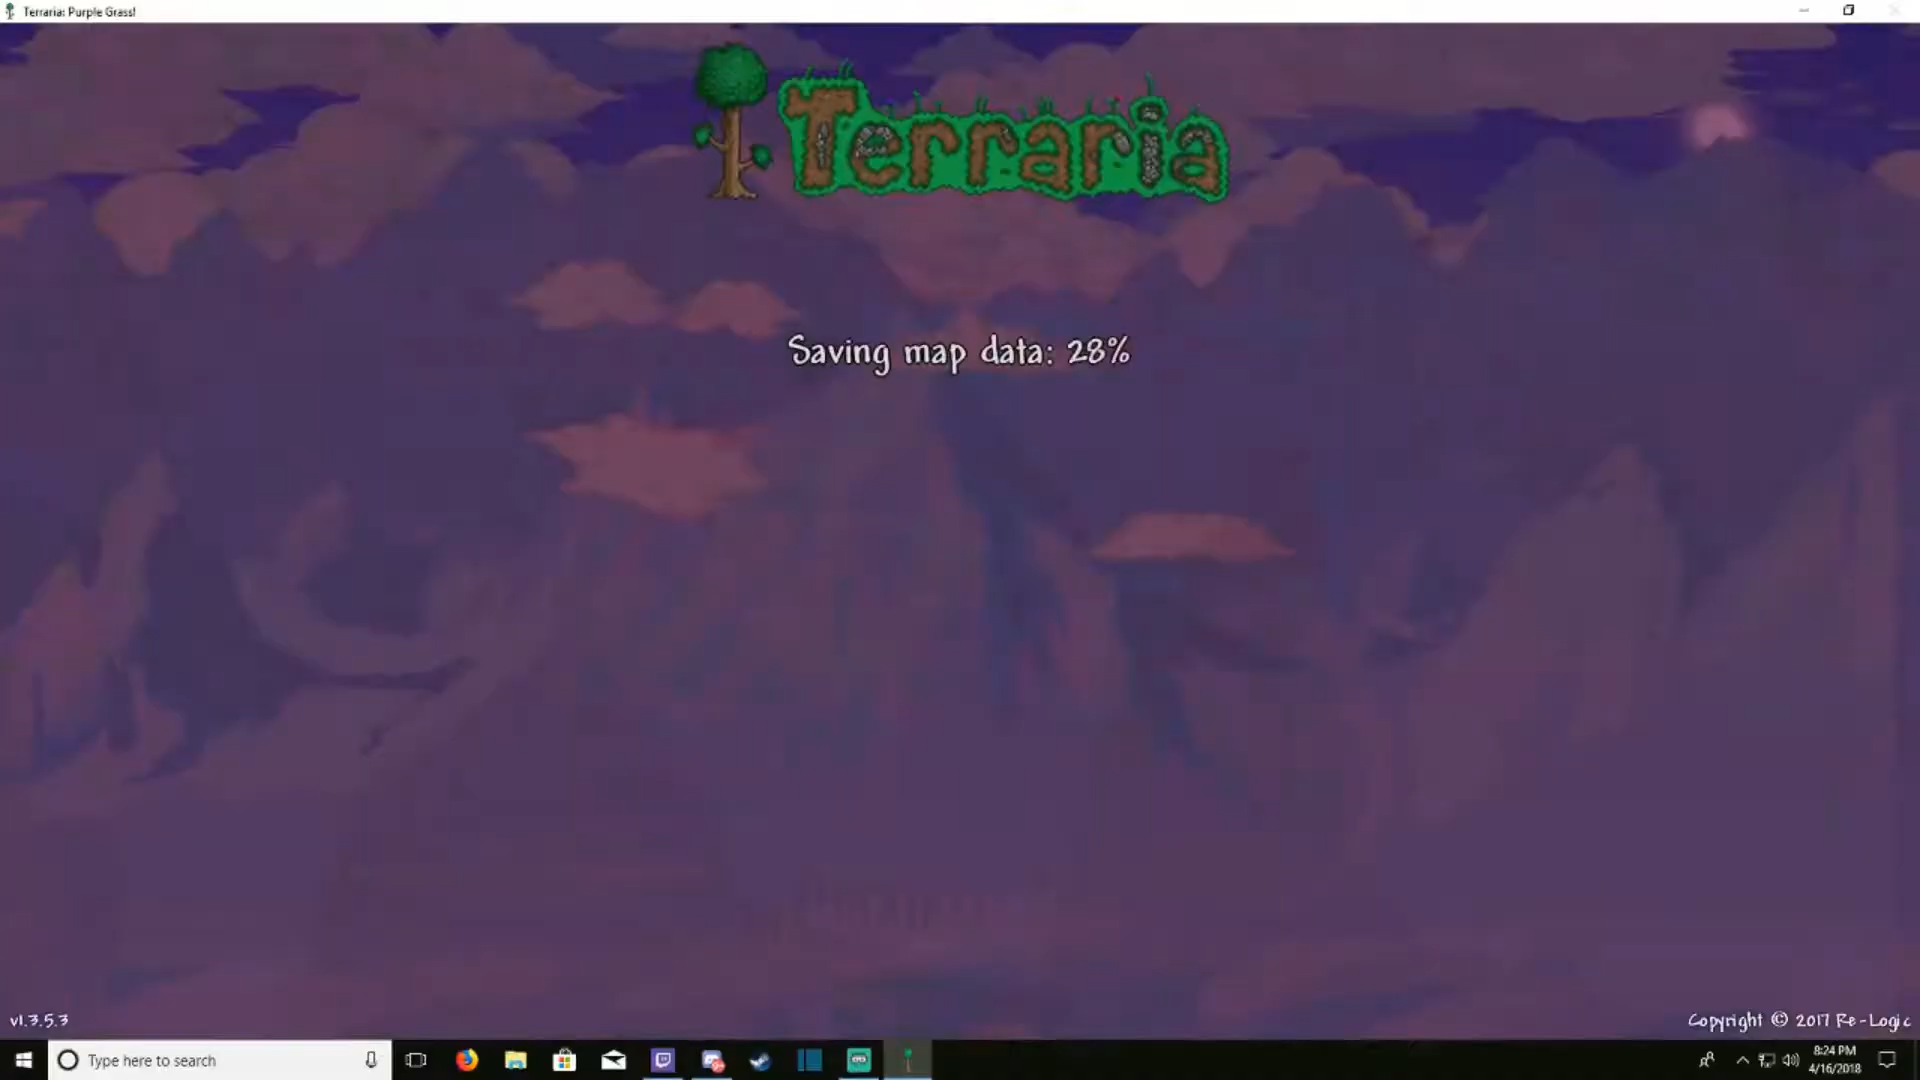 Terraria: Purple Grass!
Terraria
Saving map data: 28%
v1.3.5.3
Copyright © 2017 Re-Logic
Type here to search
8:24 PM
4/16/2018